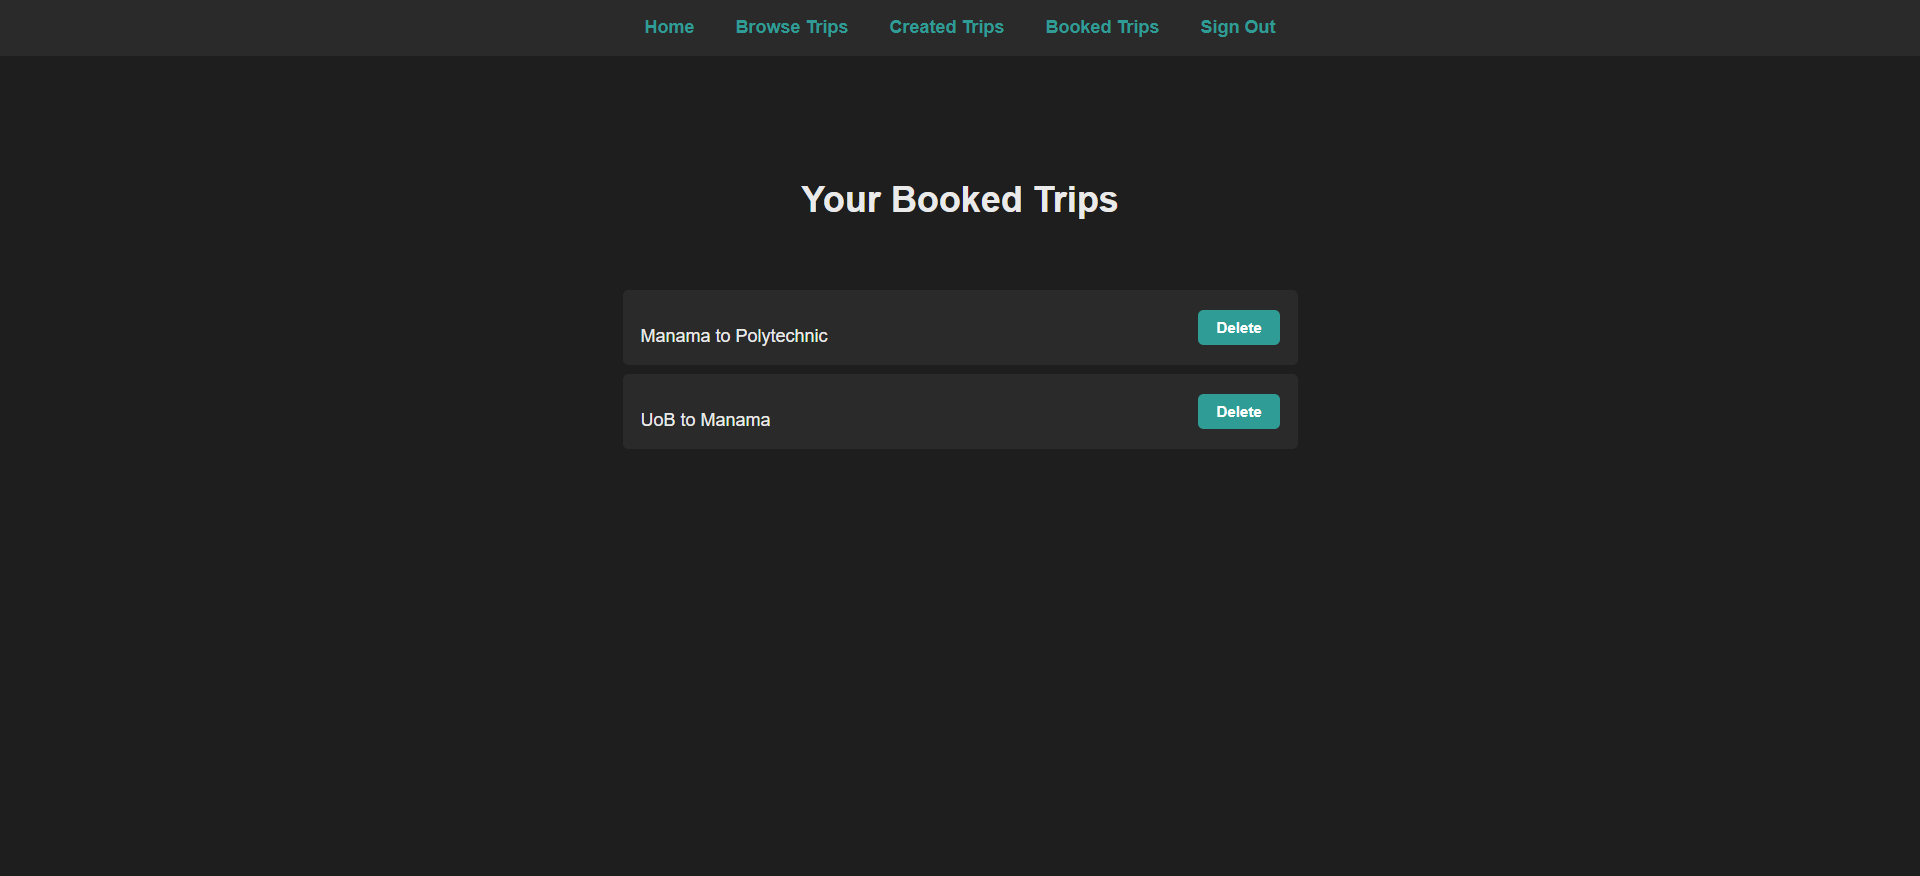 Home Browse Trips Created Trips Booked Trips Sign Out
Your Booked Trips
Manama to Polytechnic Delete
UoB to Manama Delete